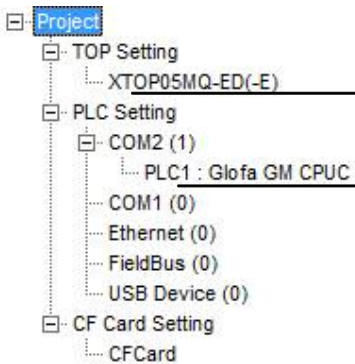 Project
TOP Setting
XTOP05MQ-ED(-E)
PLC Setting
COM2 (1)
PLC1 : Glofa GM CPUC
COM1 (0)
Ethernet (0)
FieldBus (0)
USB Device (0)
CF Card Setting
CFCard